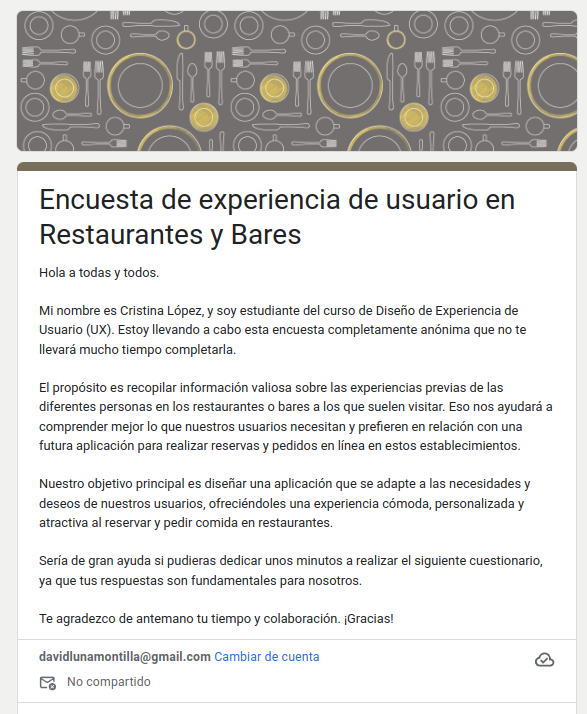 Encuesta de experiencia de usuario en
Restaurantes y Bares
Hola a todas y todos.
Mi nombre es Cristina López, y soy estudiante del curso de Diseño de Experiencia de
Usuario (UX). Estoy llevando a cabo esta encuesta completamente anónima que no te
llevará mucho tiempo completarla.
El propósito es recopilar información valiosa sobre las experiencias previas de las
diferentes personas en los restaurantes o bares a los que suelen visitar. Eso nos ayudará a
comprender mejor lo que nuestros usuarios necesitan y prefieren en relación con una
futura aplicación para realizar reservas y pedidos en línea en estos establecimientos.
Nuestro objetivo principal es diseñar una aplicación que se adapte a las necesidades y
deseos de nuestros usuarios, ofreciéndoles una experiencia cómoda, personalizada y
atractiva al reservar y pedir comida en restaurantes.
Sería de gran ayuda si pudieras dedicar unos minutos a realizar el siguiente cuestionario,
ya que tus respuestas son fundamentales para nosotros.
Te agradezco de antemano tu tiempo y colaboración. ¡Gracias!
davidlunamontilla@gmail.com Cambiar de cuenta
No compartido